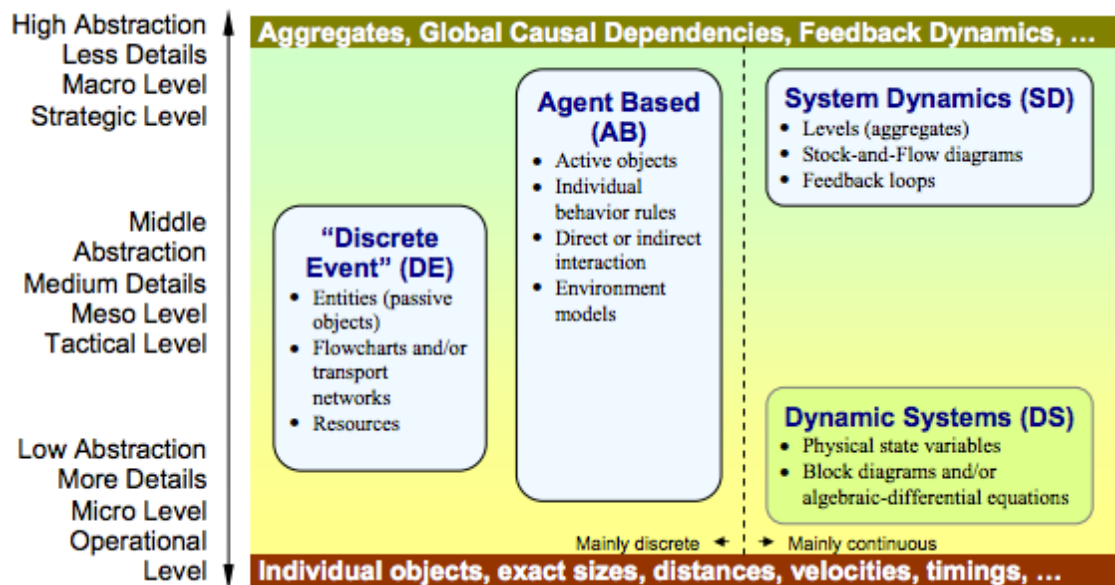 High Abstraction
Less Details
Macro Level
Strategic Level
Middle
Abstraction
Medium Details
Meso Level
Tactical Level
Low Abstraction
More Details
Micro Level
Operational
Level
Aggregates, Global Causal Dependencies, Feedback Dynamics, …
“Discrete
Event” (DE)
• Entities (passive
objects)
• Flowcharts and/or
transport
networks
• Resources
Agent Based
(AB)
• Active objects
• Individual
behavior rules
• Direct or indirect
interaction
• Environment
models
System Dynamics (SD)
• Levels (aggregates)
• Stock-and-Flow diagrams
• Feedback loops
Dynamic Systems (DS)
• Physical state variables
• Block diagrams and/or
algebraic-differential equations
Mainly discrete
Mainly continuous
Individual objects, exact sizes, distances, velocities, timings, …